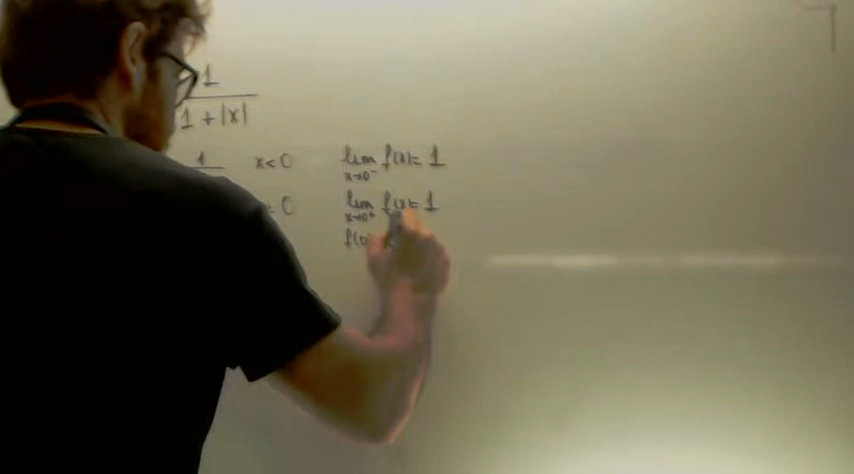 1
1 + |x|
1 x < 0 lim f(x) = 1
x→0⁻
= 0 lim f(x) = 1
x→0⁺
f(0)